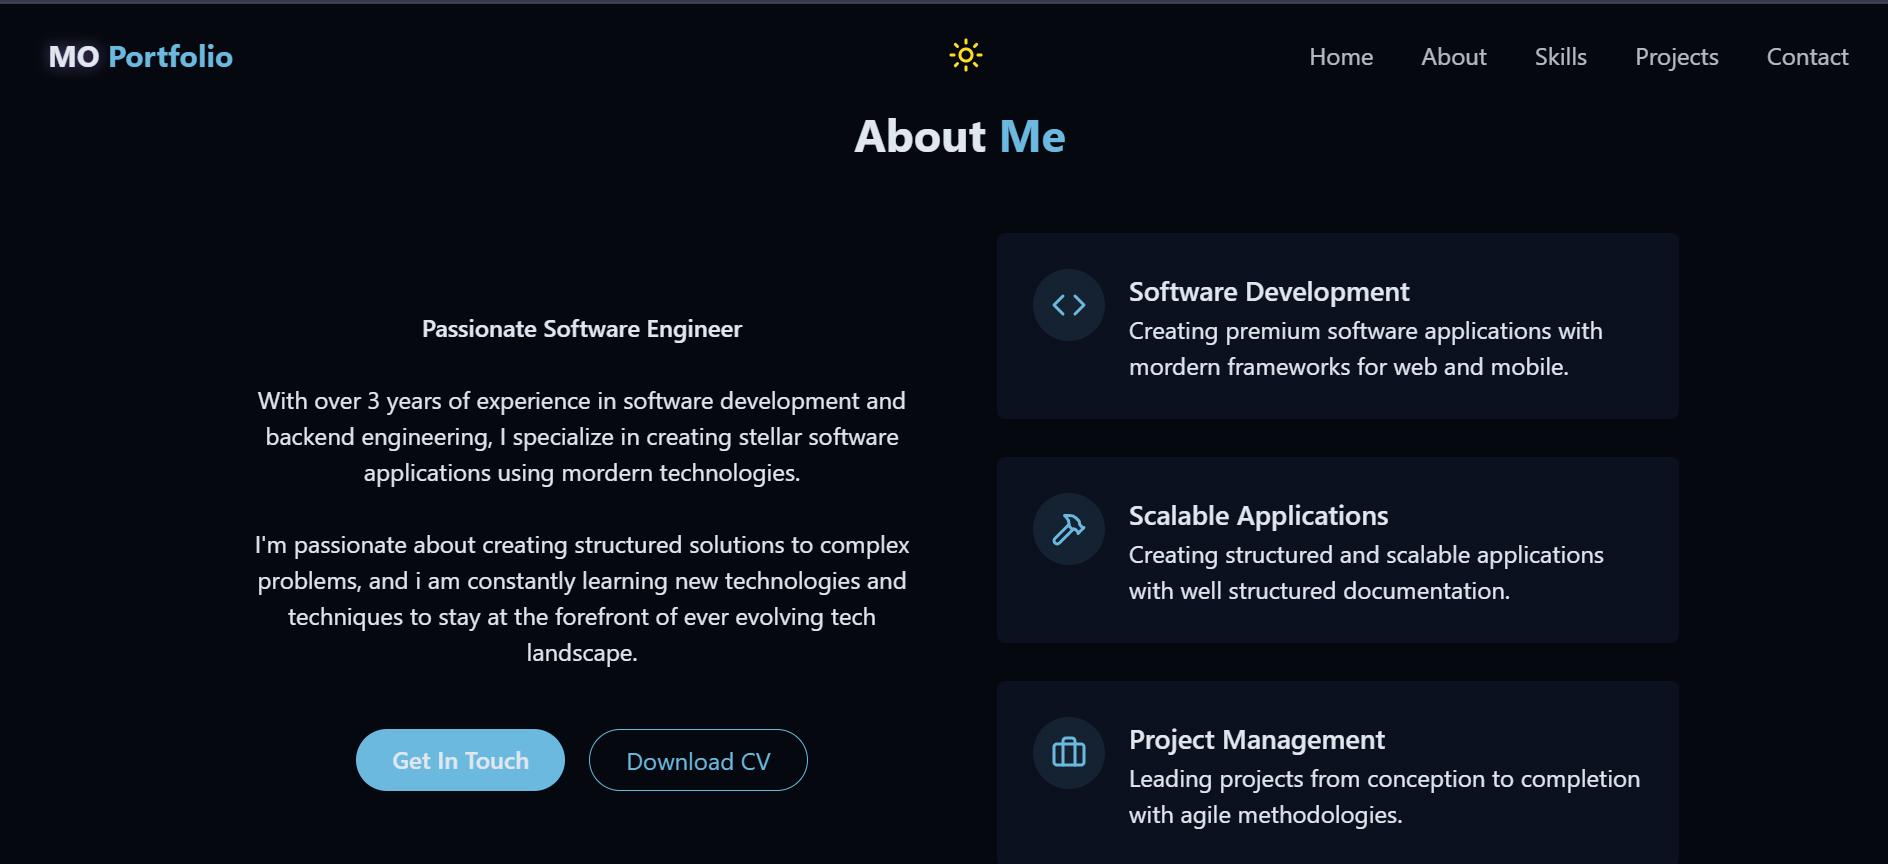 MO Portfolio
Home About Skills Projects Contact
About Me
Passionate Software Engineer
With over 3 years of experience in software development and
backend engineering, I specialize in creating stellar software
applications using mordern technologies.
I'm passionate about creating structured solutions to complex
problems, and i am constantly learning new technologies and
techniques to stay at the forefront of ever evolving tech
landscape.
Get In Touch
Download CV
Software Development
Creating premium software applications with
mordern frameworks for web and mobile.
Scalable Applications
Creating structured and scalable applications
with well structured documentation.
Project Management
Leading projects from conception to completion
with agile methodologies.